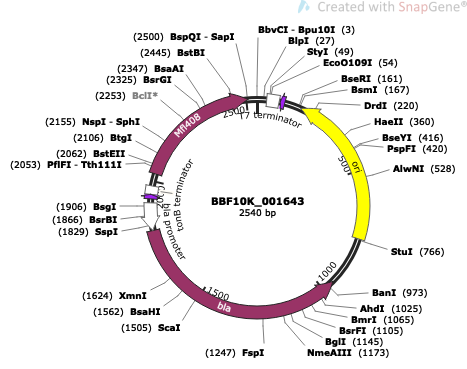 Created with SnapGene®
(2500) BspQI - SapI
BbvCI - Bpu10I (3)
(2445) BstBI
BlpI (27)
StyI (49)
(2347) BsaAI
EcoO109I (54)
(2325) BsrGI
BseRI (161)
(2253) BclI*
BsmI (167)
DrdI (220)
(2155) NspI - SphI
HaeII (360)
(2106) BtgI
BseYI (416)
(2062) BstEII
PspFI (420)
(2053) PflFI - Tth111I
AlwNI (528)
2500
T7 terminator
Mfl408
500
ori
tonB terminator
2000
bla promoter
BBF10K_001643
2540 bp
(1906) BsgI
(1866) BsrBI
(1829) SspI
StuI (766)
1000
1500
bla
(1624) XmnI
BanI (973)
(1562) BsaHI
AhdI (1025)
(1505) ScaI
BmrI (1065)
BsrFI (1105)
BglI (1145)
(1247) FspI
NmeAIII (1173)